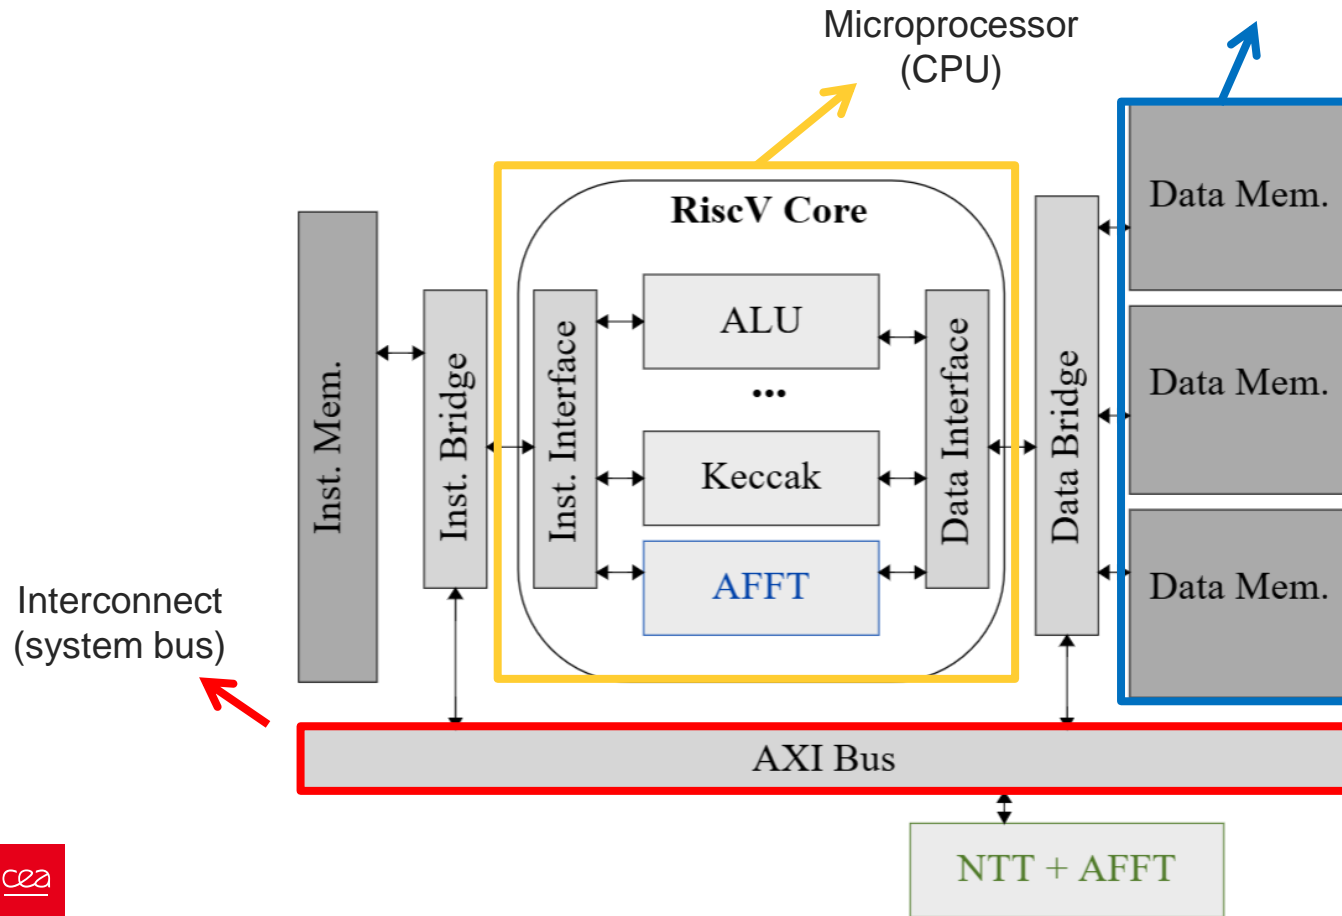 Microprocessor
(CPU)
RiscV Core
Data Mem.
ALU
...
Inst. Mem.
Inst. Bridge
Inst. Interface
Data Interface
Data Bridge
Data Mem.
Keccak
AFFT
Data Mem.
Interconnect
(system bus)
AXI Bus
NTT + AFFT
cea